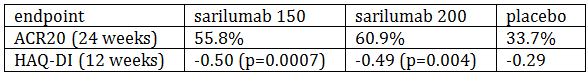 endpoint sarilumab 150 sarilumab 200 placebo
ACR20 (24 weeks) 55.8% 60.9% 33.7%
HAQ-DI (12 weeks) -0.50 (p=0.0007) -0.49 (p=0.004) -0.29